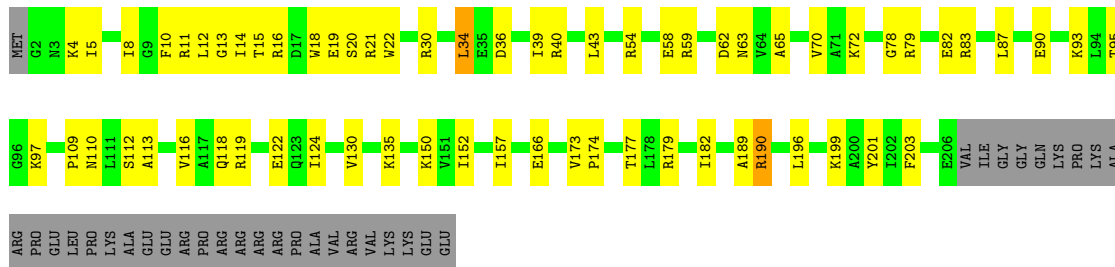 MET G2 N3 K4 I5 I8 G9 F10 R11 L12 G13 I14 T15 R16 D17 W18 E19 S20 R21 W22 R30 L34 E35 D36 I39 R40 L43 R54 E58 R59 D62 N63 V64 A65 V70 A71 K72 G78 R79 E82 R83 L87 E90 K93 L94 T95
G96 K97 P109 N110 L111 S112 A113 V116 A117 Q118 R119 E122 Q123 I124 V130 K135 K150 V151 I152 I157 E166 V173 P174 T177 L178 R179 I182 A189 R190 L196 K199 A200 Y201 I202 F203 E206 VAL ILE GLY GLY GLN LYS PRO LYS ALA
ARG PRO GLU LEU PRO LYS ALA GLU GLU ARG PRO ARG ARG ARG ARG PRO ALA VAL ARG VAL LYS LYS GLU GLU